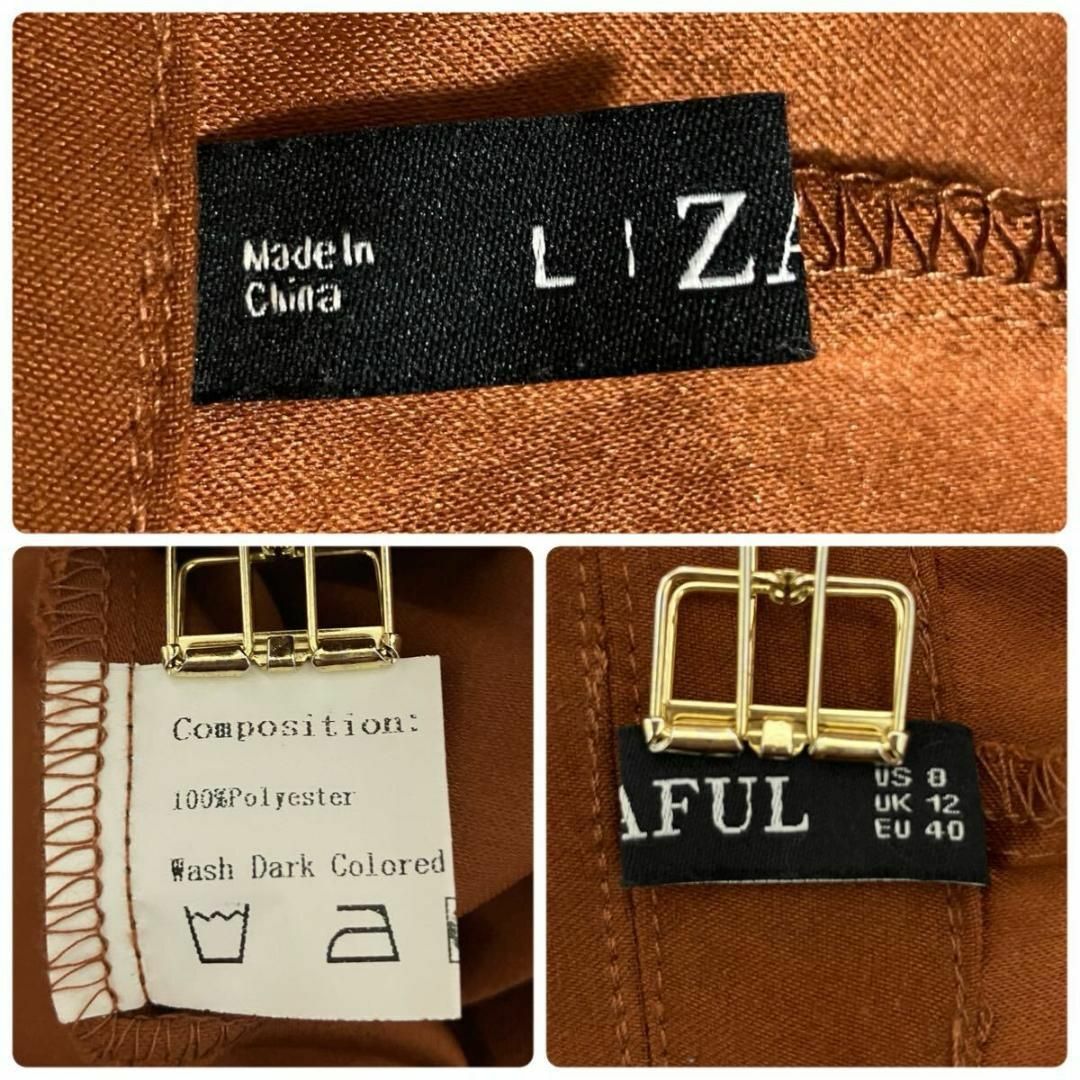 Made In
China
L I ZA
Composition:
100%Polyester
Wash Dark Colored
AFUL
US 8
UK 12
EU 40